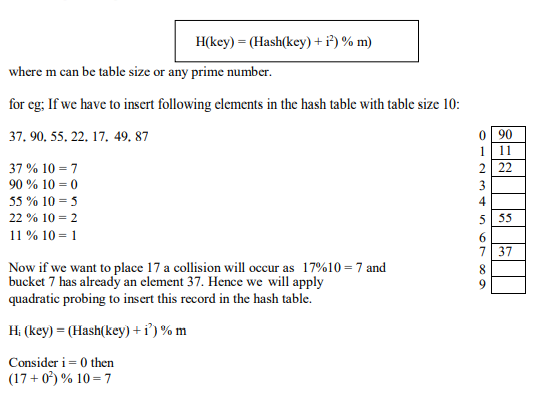 H(key) = (Hash(key) + i²) % m)
where m can be table size or any prime number.
for eg; If we have to insert following elements in the hash table with table size 10:
37, 90, 55, 22, 17, 49, 87
37 % 10 = 7
90 % 10 = 0
55 % 10 = 5
22 % 10 = 2
11 % 10 = 1
Now if we want to place 17 a collision will occur as 17%10 = 7 and
bucket 7 has already an element 37. Hence we will apply
quadratic probing to insert this record in the hash table.
Hᵢ (key) = (Hash(key) + i²) % m
Consider i = 0 then
(17 + 0²) % 10 = 7
0 90
1 11
2 22
3
4
5 55
6
7 37
8
9